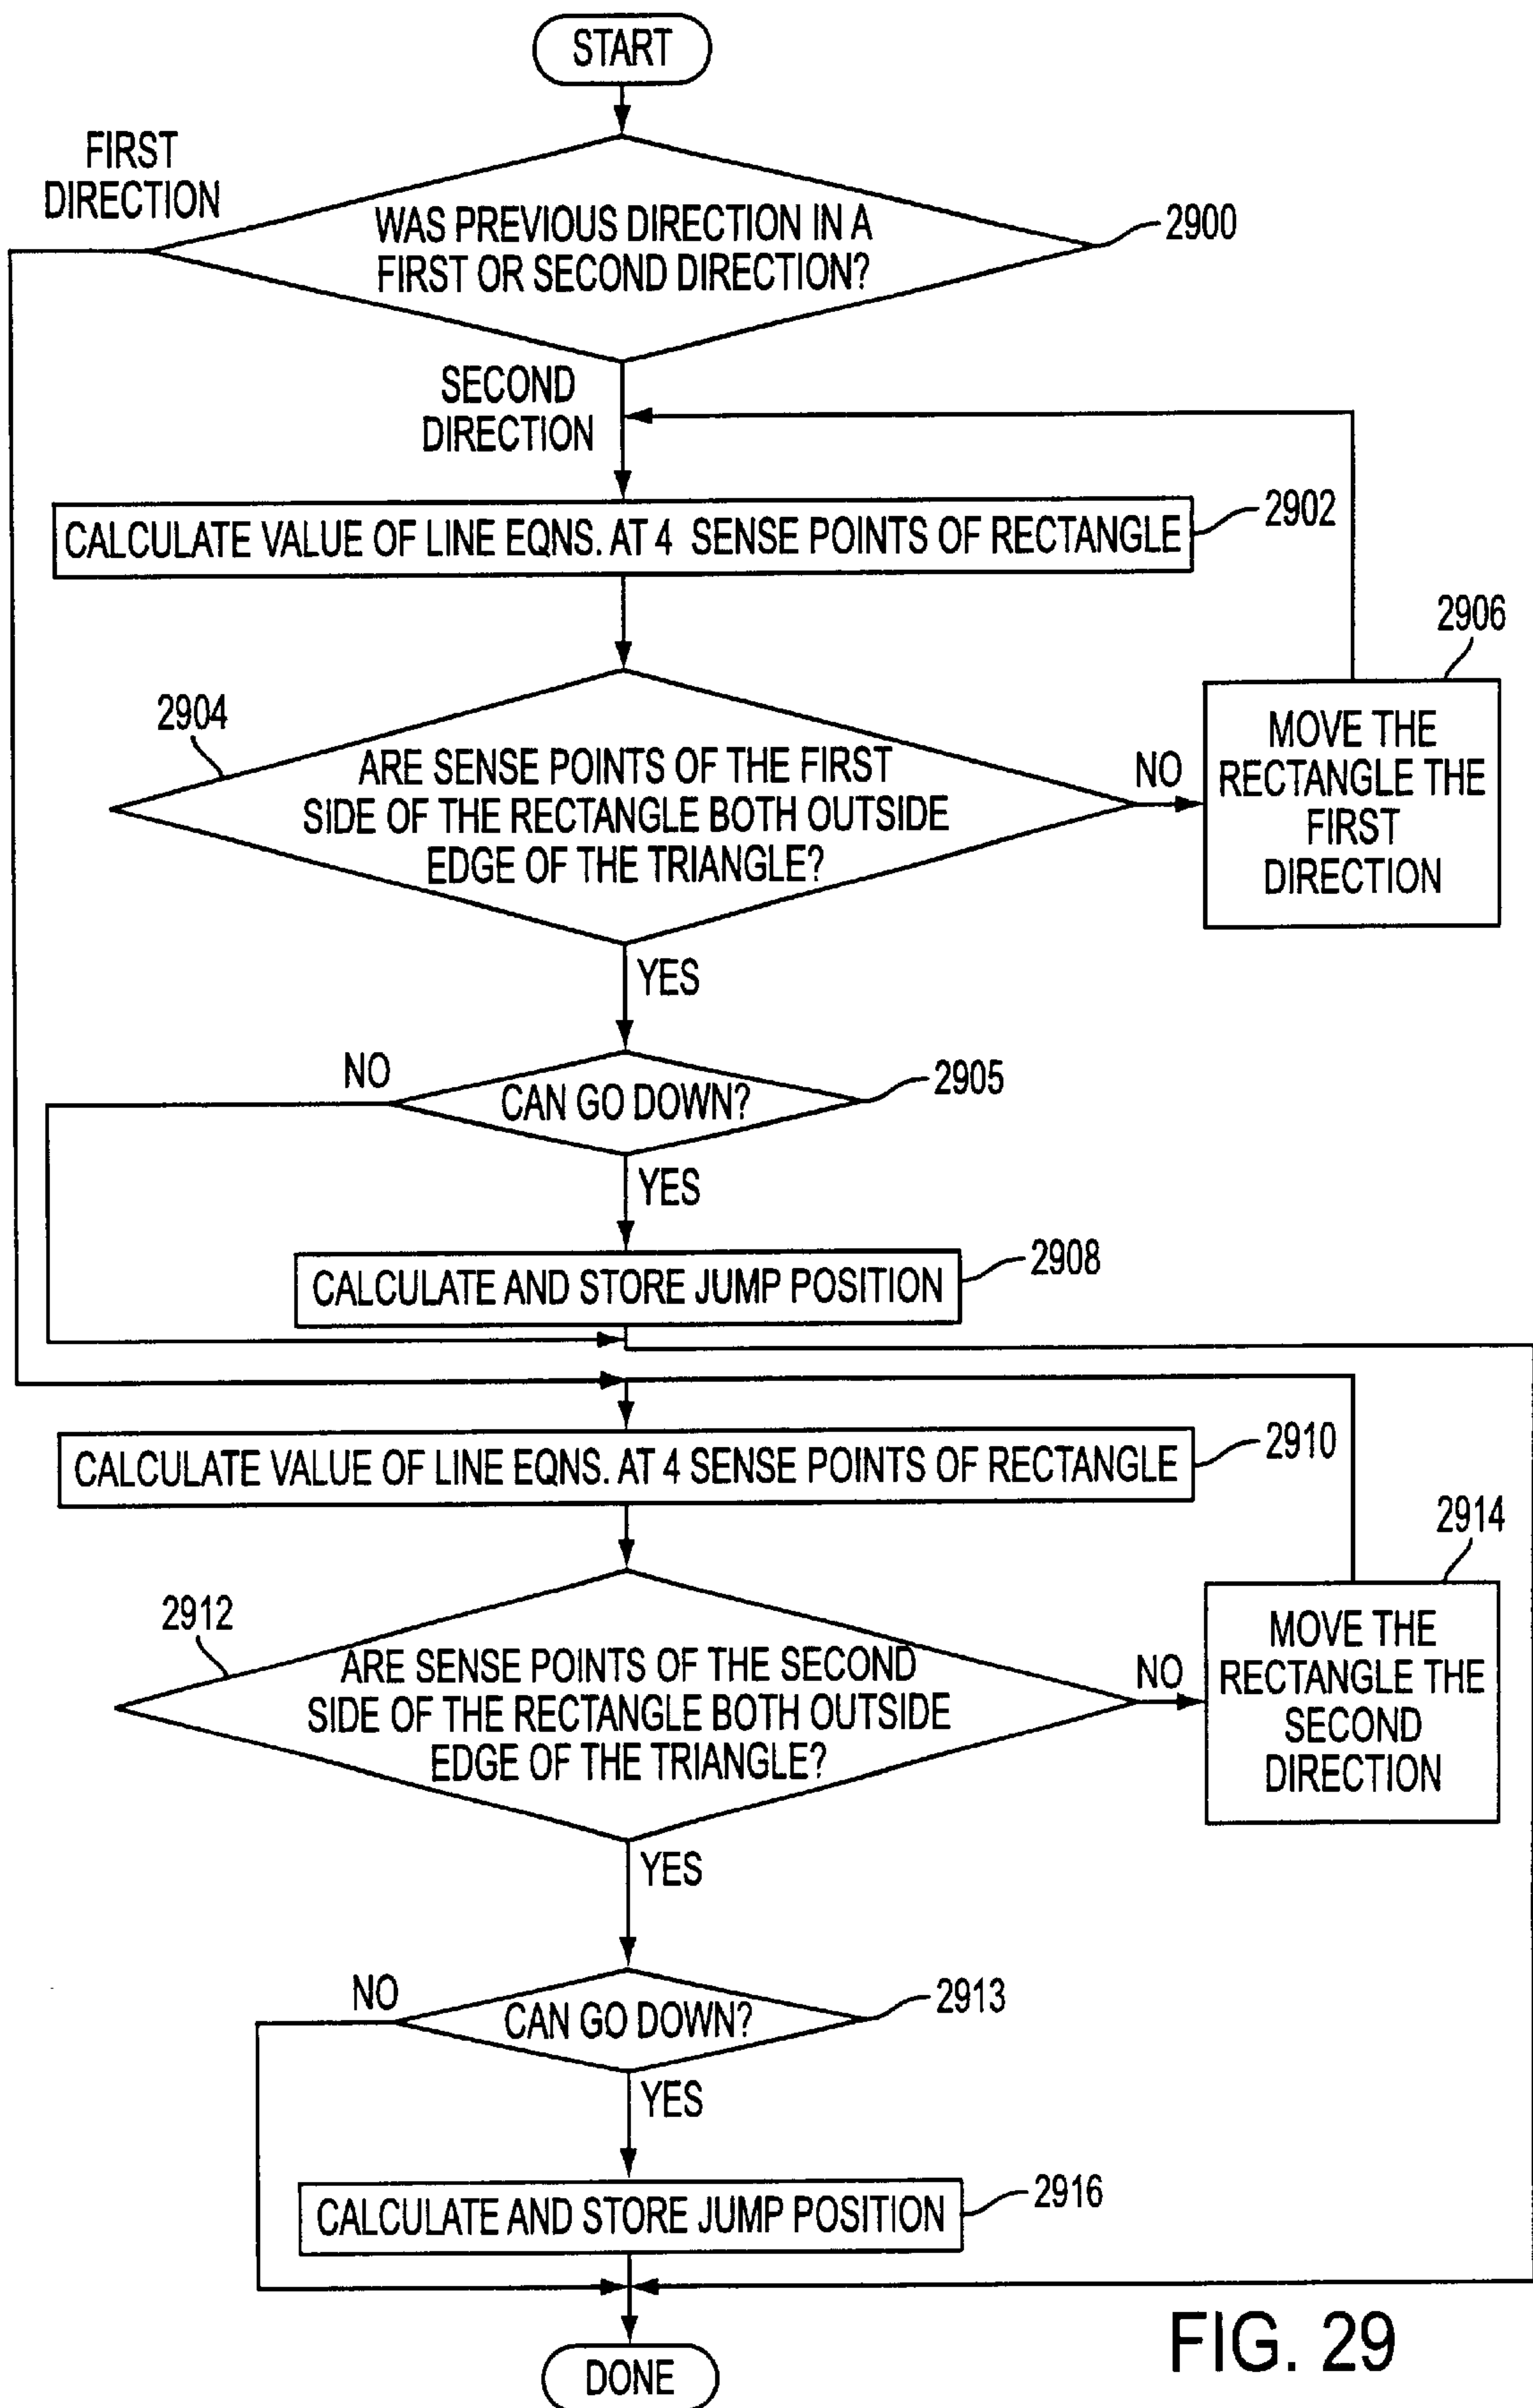 START
FIRST
DIRECTION
WAS PREVIOUS DIRECTION IN A
FIRST OR SECOND DIRECTION?
2900
SECOND
DIRECTION
CALCULATE VALUE OF LINE EQNS. AT 4 SENSE POINTS OF RECTANGLE
2902
2904
ARE SENSE POINTS OF THE FIRST
SIDE OF THE RECTANGLE BOTH OUTSIDE
EDGE OF THE TRIANGLE?
NO
2906
MOVE THE
RECTANGLE THE
FIRST
DIRECTION
YES
NO
CAN GO DOWN?
2905
YES
CALCULATE AND STORE JUMP POSITION
2908
CALCULATE VALUE OF LINE EQNS. AT 4 SENSE POINTS OF RECTANGLE
2910
2912
ARE SENSE POINTS OF THE SECOND
SIDE OF THE RECTANGLE BOTH OUTSIDE
EDGE OF THE TRIANGLE?
NO
2914
MOVE THE
RECTANGLE THE
SECOND
DIRECTION
YES
NO
CAN GO DOWN?
2913
YES
CALCULATE AND STORE JUMP POSITION
2916
DONE
FIG. 29